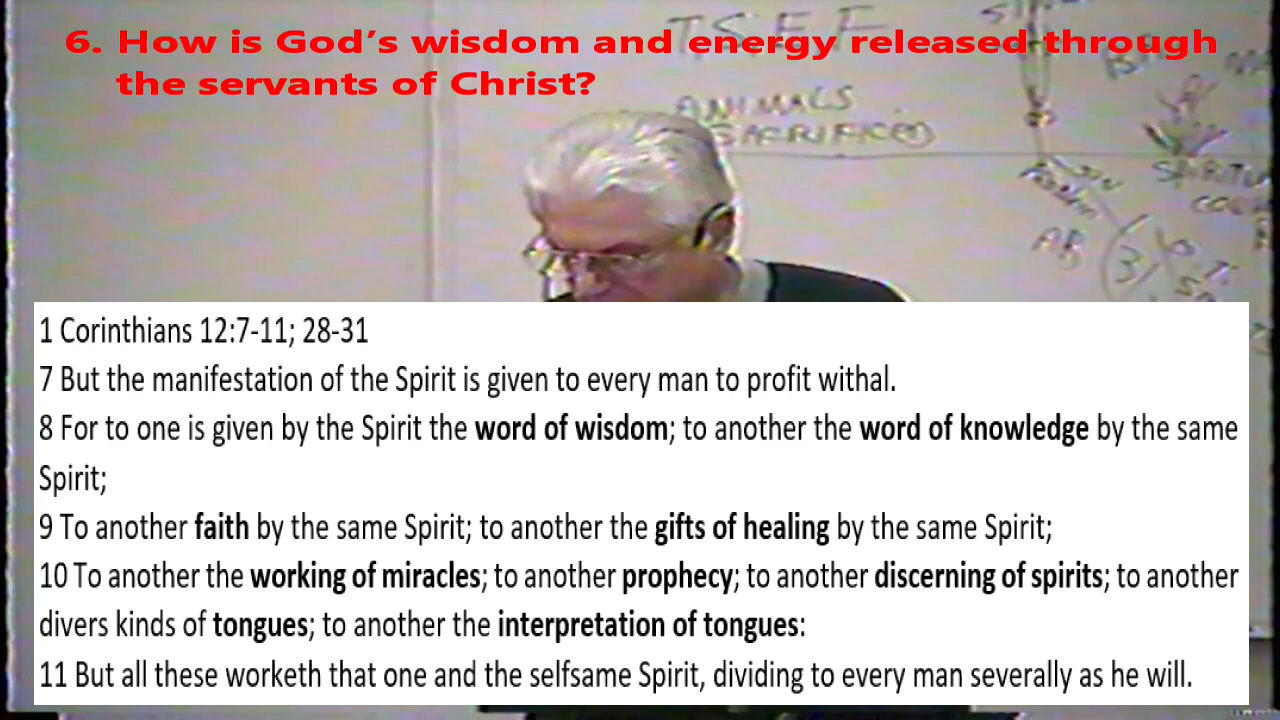 6. How is God's wisdom and energy released through
the servants of Christ?
T.S.F.F
ANIMALS
SACRIFICED
AB
3
1 Corinthians 12:7-11; 28-31
7 But the manifestation of the Spirit is given to every man to profit withal.
8 For to one is given by the Spirit the word of wisdom; to another the word of knowledge by the same
Spirit;
9 To another faith by the same Spirit; to another the gifts of healing by the same Spirit;
10 To another the working of miracles; to another prophecy; to another discerning of spirits; to another
divers kinds of tongues; to another the interpretation of tongues:
11 But all these worketh that one and the selfsame Spirit, dividing to every man severally as he will.